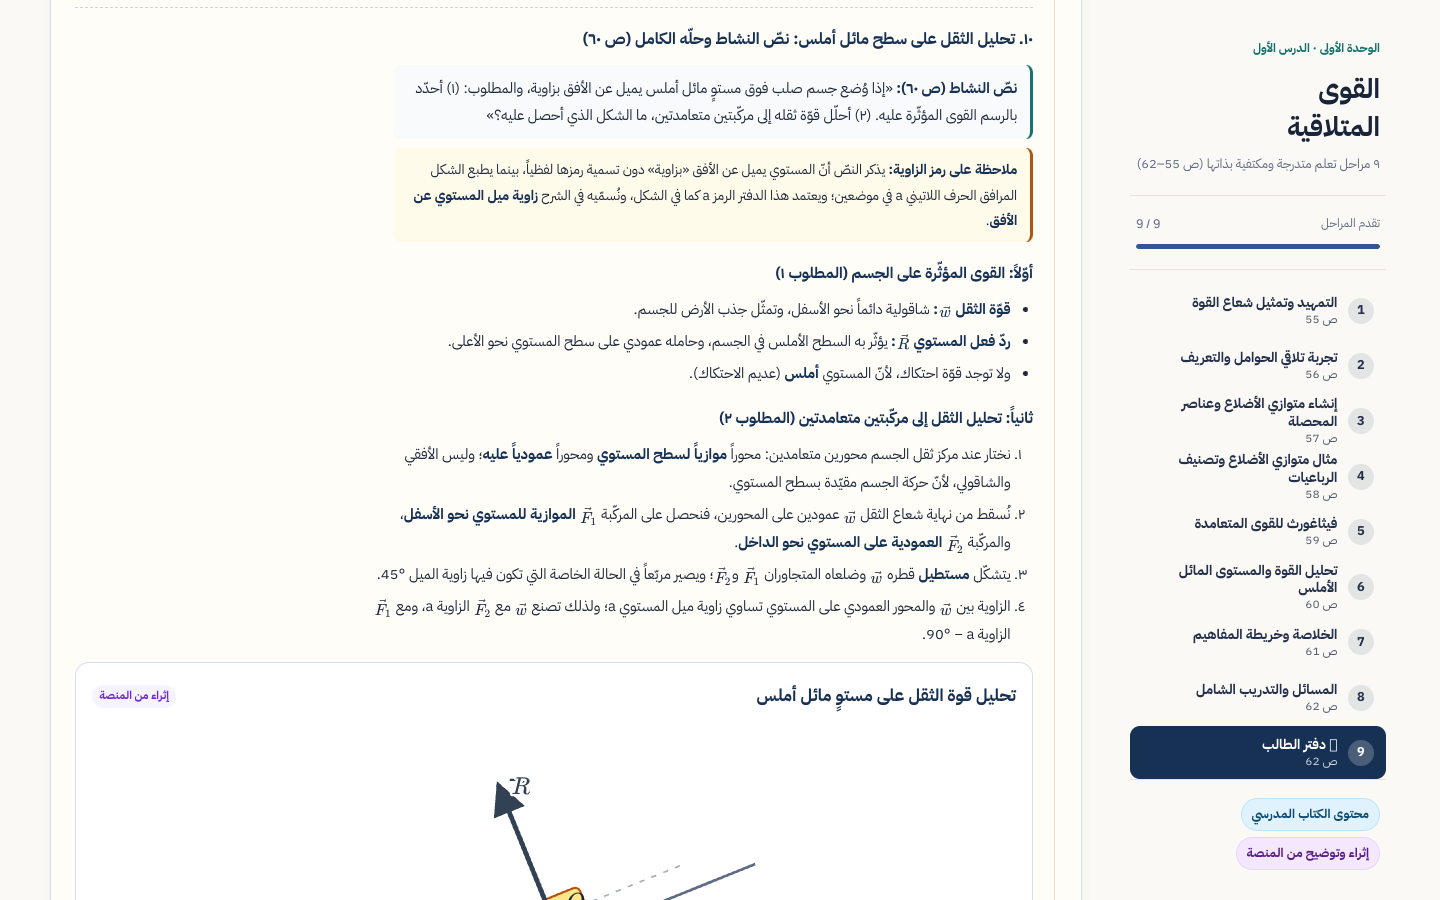 الوحدة الأولى · الدرس الأول
القوى
المتلاقية
٩ مراحل تعلم متدرجة ومكتفية بذاتها (ص 55–62)
تقدم المراحل
9 / 9
1
التمهيد وتمثيل شعاع القوة
ص 55
2
تجربة تلاقي الحوامل والتعريف
ص 56
3
إنشاء متوازي الأضلاع وعناصر
المحصلة
ص 57
4
مثال متوازي الأضلاع وتصنيف
الرباعيات
ص 58
5
فيثاغورث للقوى المتعامدة
ص 59
6
تحليل القوة والمستوى المائل
الأملس
ص 60
7
الخلاصة وخريطة المفاهيم
ص 61
8
المسائل والتدريب الشامل
ص 62
9
دفتر الطالب
ص 62
محتوى الكتاب المدرسي
إثراء وتوضيح من المنصة
١٠. تحليل الثقل على سطح مائل أملس: نصّ النشاط وحلّه الكامل (ص ٦٠)
نصّ النشاط (ص ٦٠): «إذا وُضع جسم صلب فوق مستوٍ مائل أملس يميل عن الأفق بزاوية، والمطلوب: (١) أحدّد
بالرسم القوى المؤثّرة عليه. (٢) أحلّل قوّة ثقله إلى مركّبتين متعامدتين، ما الشكل الذي أحصل عليه؟»
ملاحظة على رمز الزاوية: يذكر النصّ أنّ المستوي يميل عن الأفق «بزاوية» دون تسمية رمزها لفظياً، بينما يطبع الشكل
المرافق الحرف اللاتيني a في موضعين؛ ويعتمد هذا الدفتر الرمز a كما في الشكل، ونُسمّيه في الشرح زاوية ميل المستوي عن
الأفق.
أوّلاً: القوى المؤثّرة على الجسم (المطلوب ١)
• قوّة الثقل w⃗: شاقولية دائماً نحو الأسفل، وتمثّل جذب الأرض للجسم.
• ردّ فعل المستوي R⃗: يؤثّر به السطح الأملس في الجسم، وحامله عمودي على سطح المستوي نحو الأعلى.
• ولا توجد قوّة احتكاك، لأنّ المستوي أملس (عديم الاحتكاك).
ثانياً: تحليل الثقل إلى مركّبتين متعامدتين (المطلوب ٢)
١. نختار عند مركز ثقل الجسم محورين متعامدين: محوراً موازياً لسطح المستوي ومحوراً عمودياً عليه؛ وليس الأفقي
والشاقولي، لأنّ حركة الجسم مقيّدة بسطح المستوي.
٢. نُسقط من نهاية شعاع الثقل w⃗ عمودين على المحورين، فنحصل على المركّبة F⃗₁ الموازية للمستوي نحو الأسفل،
والمركّبة F⃗₂ العمودية على المستوي نحو الداخل.
٣. يتشكّل مستطيل قطره w⃗ وضلعاه المتجاوران F⃗₁ وF⃗₂؛ ويصير مربّعاً في الحالة الخاصة التي تكون فيها زاوية الميل 45°.
٤. الزاوية بين w⃗ والمحور العمودي على المستوي تساوي زاوية ميل المستوي a؛ ولذلك تصنع w⃗ مع F⃗₂ الزاوية a، ومع F⃗₁
الزاوية 90° − a.
تحليل قوة الثقل على مستوٍ مائل أملس
إثراء من المنصة
R